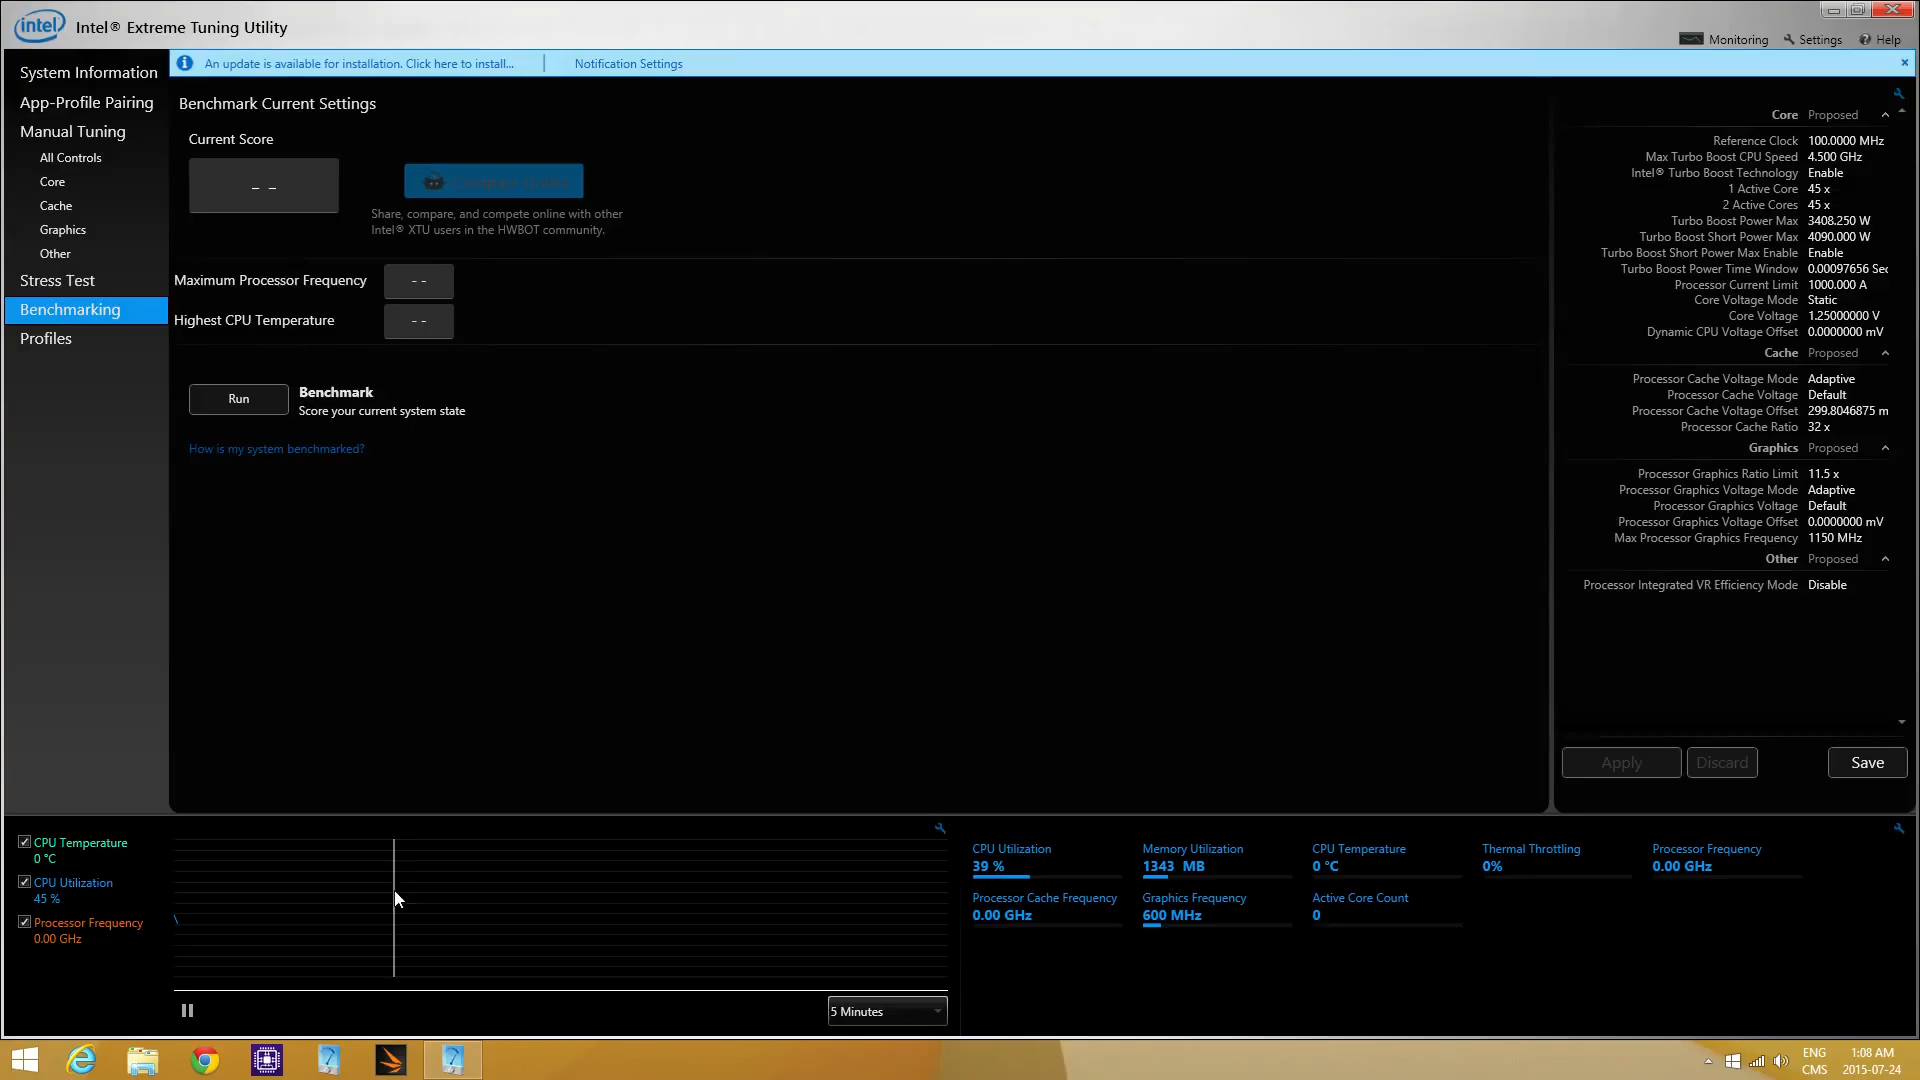 intel
Intel® Extreme Tuning Utility
Monitoring
Settings
Help
An update is available for installation. Click here to install...
Notification Settings
System Information
App-Profile Pairing
Manual Tuning
All Controls
Core
Cache
Graphics
Other
Stress Test
Benchmarking
Profiles
Benchmark Current Settings
Current Score
– –
Share, compare, and compete online with other
Intel® XTU users in the HWBOT community.
Maximum Processor Frequency
- -
Highest CPU Temperature
- -
Run
Benchmark
Score your current system state
How is my system benchmarked?
Core Proposed
Reference Clock 100.0000 MHz
Max Turbo Boost CPU Speed 4.500 GHz
Intel® Turbo Boost Technology Enable
1 Active Core 45 x
2 Active Cores 45 x
Turbo Boost Power Max 3408.250 W
Turbo Boost Short Power Max 4090.000 W
Turbo Boost Short Power Max Enable Enable
Turbo Boost Power Time Window 0.00097656 Sec
Processor Current Limit 1000.000 A
Core Voltage Mode Static
Core Voltage 1.25000000 V
Dynamic CPU Voltage Offset 0.0000000 mV
Cache Proposed
Processor Cache Voltage Mode Adaptive
Processor Cache Voltage Default
Processor Cache Voltage Offset 299.8046875 m
Processor Cache Ratio 32 x
Graphics Proposed
Processor Graphics Ratio Limit 11.5 x
Processor Graphics Voltage Mode Adaptive
Processor Graphics Voltage Default
Processor Graphics Voltage Offset 0.0000000 mV
Max Processor Graphics Frequency 1150 MHz
Other Proposed
Processor Integrated VR Efficiency Mode Disable
Apply
Discard
Save
CPU Temperature
0 °C
CPU Utilization
45 %
Processor Frequency
0.00 GHz
5 Minutes
CPU Utilization
39 %
Memory Utilization
1343 MB
CPU Temperature
0 °C
Thermal Throttling
0%
Processor Frequency
0.00 GHz
Processor Cache Frequency
0.00 GHz
Graphics Frequency
600 MHz
Active Core Count
0
ENG
CMS
1:08 AM
2015-07-24